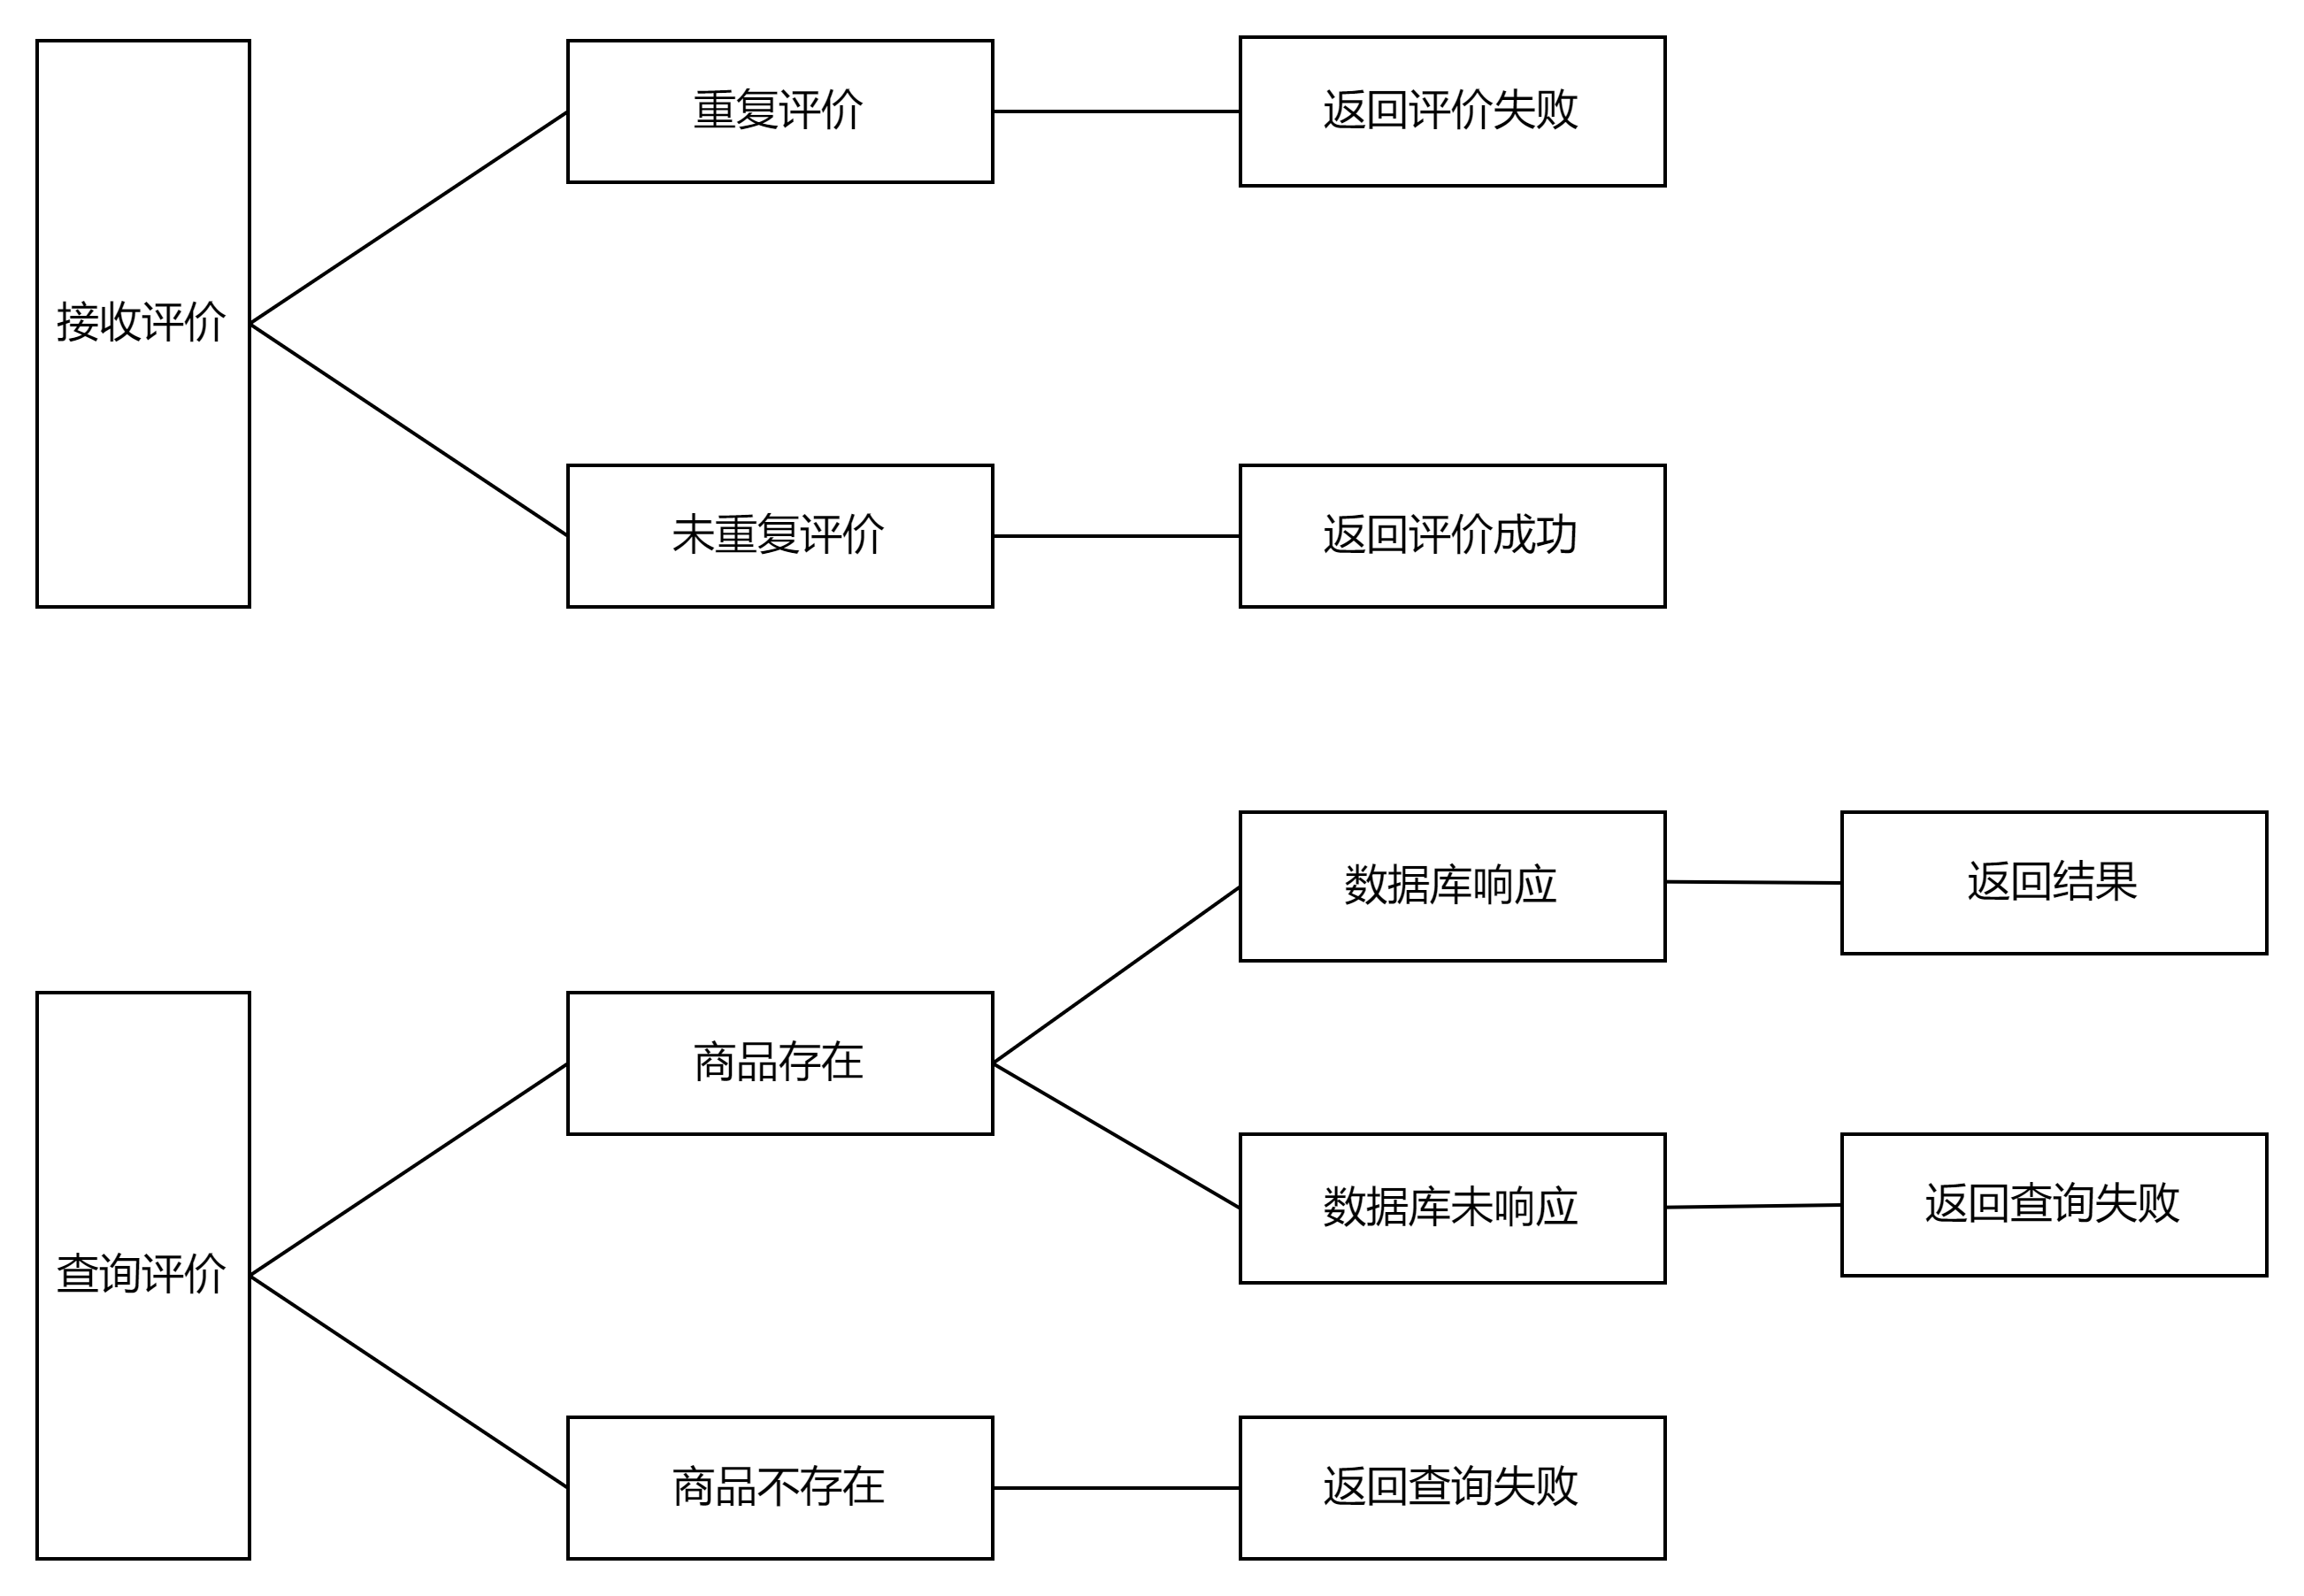 接收评价
重复评价
返回评价失败
未重复评价
返回评价成功
查询评价
商品存在
数据库响应
返回结果
数据库未响应
返回查询失败
商品不存在
返回查询失败